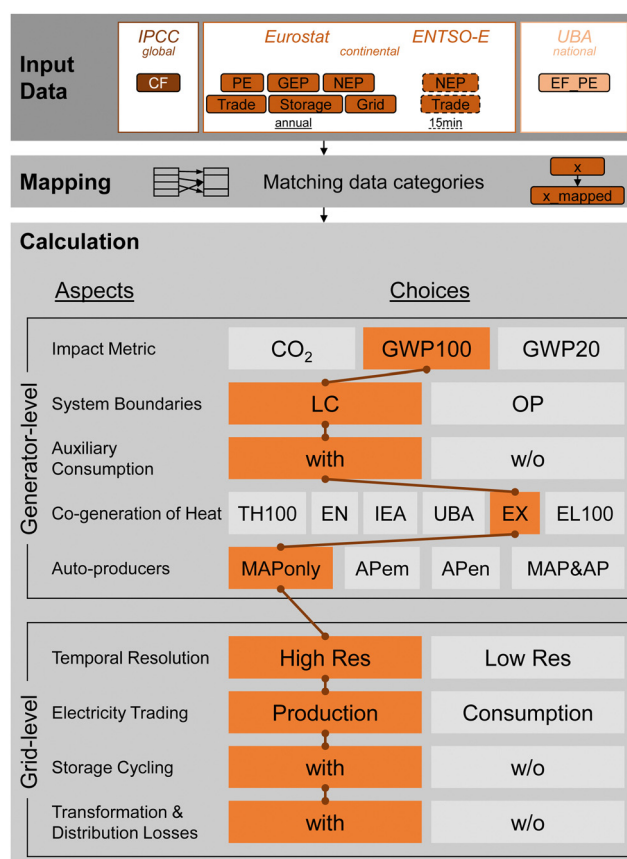 Input
Data
IPCC
global
CF
Eurostat
ENTSO-E
continental
PE GEP NEP
Trade Storage Grid
annual
NEP
Trade
15min
UBA
national
EF_PE
Mapping
Matching data categories
x
x_mapped
Calculation
Aspects
Choices
Generator-level
Impact Metric
CO₂ GWP100 GWP20
System Boundaries
LC OP
Auxiliary
Consumption
with w/o
Co-generation of Heat
TH100 EN IEA UBA EX EL100
Auto-producers
MAPonly APem APen MAP&AP
Grid-level
Temporal Resolution
High Res Low Res
Electricity Trading
Production Consumption
Storage Cycling
with w/o
Transformation &
Distribution Losses
with w/o